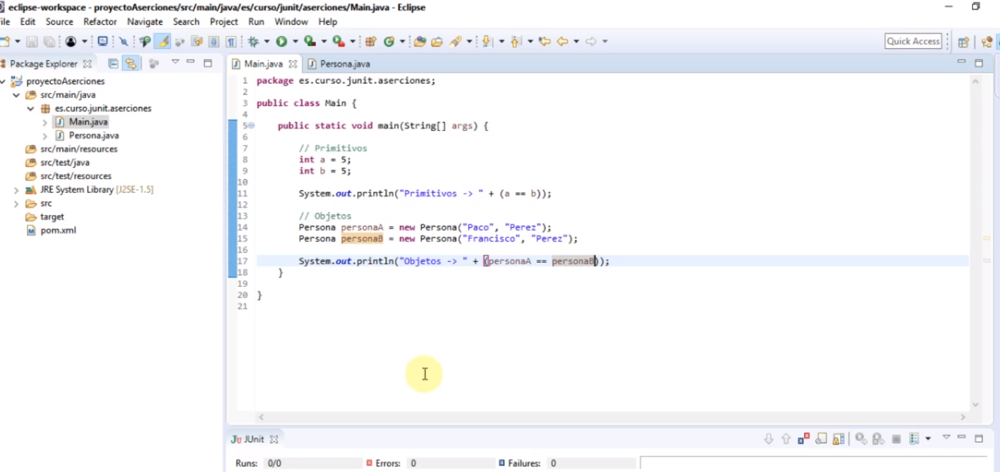 eclipse-workspace - proyectoAserciones/src/main/java/es/curso/junit/aserciones/Main.java - Eclipse
File Edit Source Refactor Navigate Search Project Run Window Help
Quick Access
Package Explorer
Main.java Persona.java
proyectoAserciones
src/main/java
es.curso.junit.aserciones
Main.java
Persona.java
src/main/resources
src/test/java
src/test/resources
JRE System Library [J2SE-1.5]
src
target
pom.xml
1 package es.curso.junit.aserciones;
2
3 public class Main {
4
5 public static void main(String[] args) {
6
7 // Primitivos
8 int a = 5;
9 int b = 5;
10
11 System.out.println("Primitivos -> " + (a == b));
12
13 // Objetos
14 Persona personaA = new Persona("Paco", "Perez");
15 Persona personaB = new Persona("Francisco", "Perez");
16
17 System.out.println("Objetos -> " + (personaA == personaB));
18 }
19
20 }
21
JUnit
Runs: 0/0 Errors: 0 Failures: 0